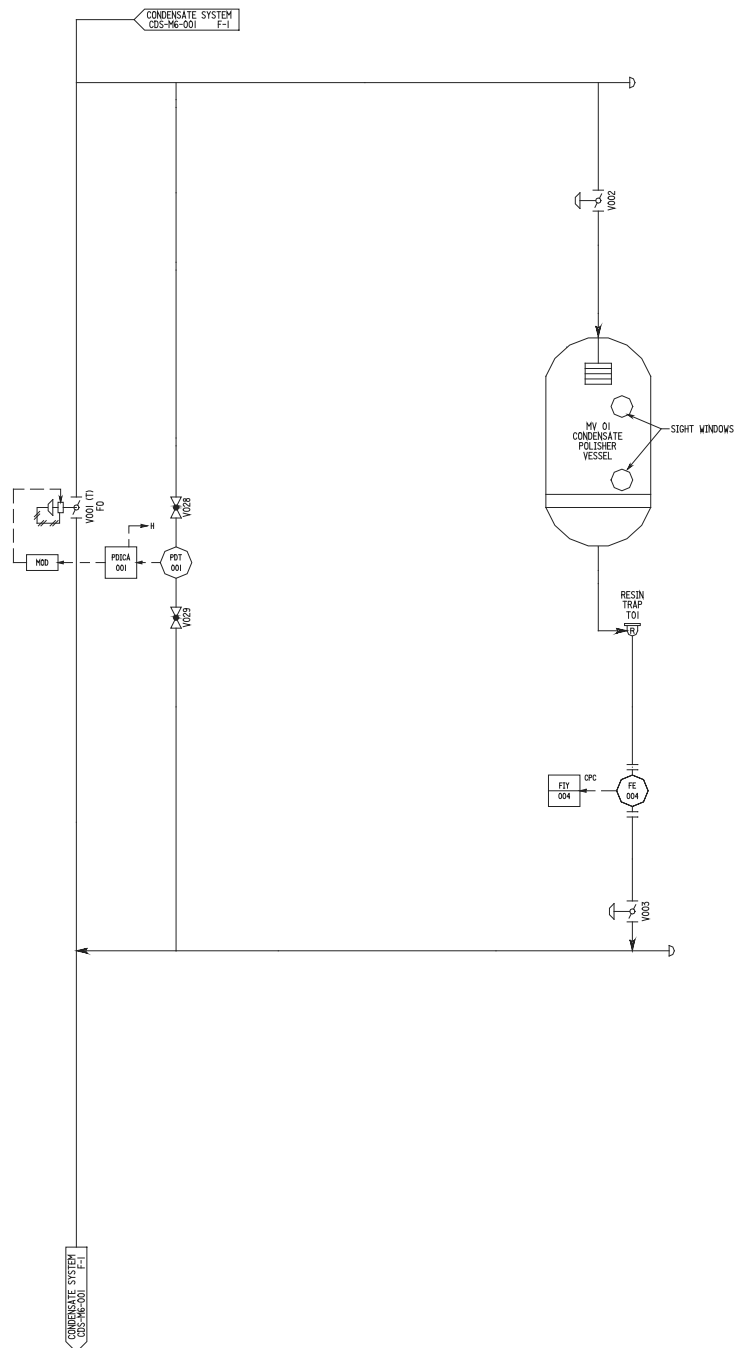 CONDENSATE SYSTEM
CDS-M6-001 F-1
V002
MV 01
CONDENSATE
POLISHER
VESSEL
SIGHT WINDOWS
V001 (T)
FO
V028
H
MOD
PDICA
001
PDT
001
V029
RESIN
TRAP
T01
R
FIY
004
CPC
FE
004
V003
CONDENSATE SYSTEM
CDS-M6-001 F-1